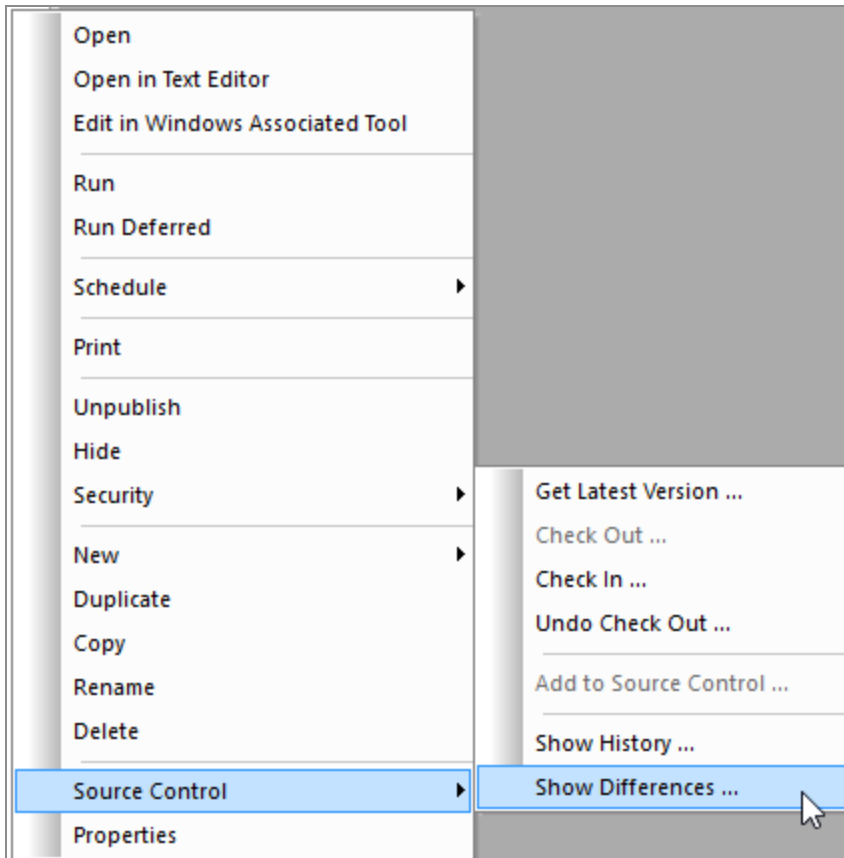 Open
Open in Text Editor
Edit in Windows Associated Tool
Run
Run Deferred
Schedule
Print
Unpublish
Hide
Security
New
Duplicate
Copy
Rename
Delete
Source Control
Properties
Get Latest Version ...
Check Out ...
Check In ...
Undo Check Out ...
Add to Source Control ...
Show History ...
Show Differences ...